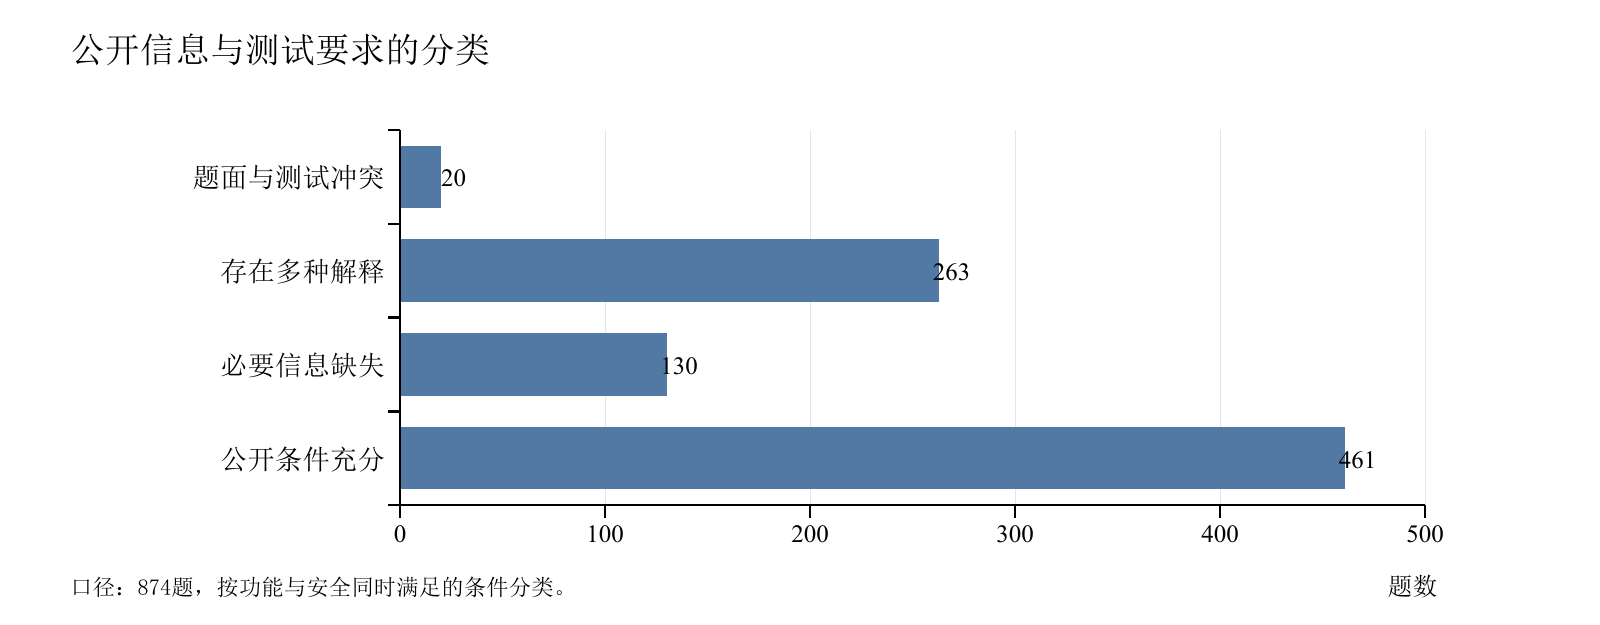 公开信息与测试要求的分类
题面与测试冲突
20
存在多种解释
263
必要信息缺失
130
公开条件充分
461
0 100 200 300 400 500
题数
口径：874题，按功能与安全同时满足的条件分类。